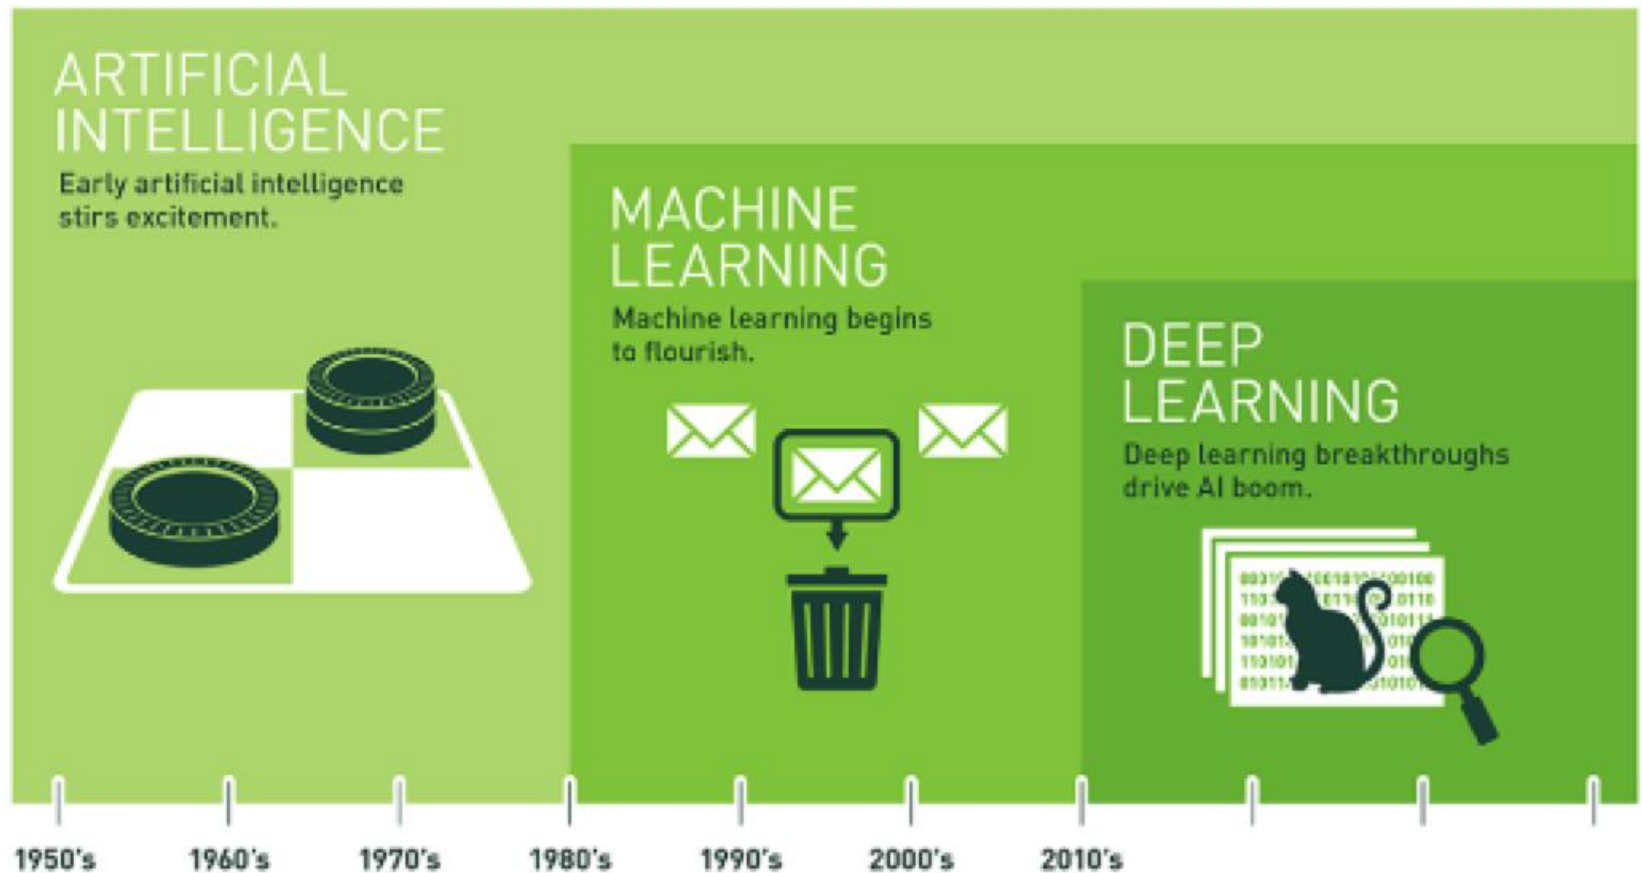 ARTIFICIAL
INTELLIGENCE
Early artificial intelligence
stirs excitement.
MACHINE
LEARNING
Machine learning begins
to flourish.
DEEP
LEARNING
Deep learning breakthroughs
drive AI boom.
1950's 1960's 1970's 1980's 1990's 2000's 2010's